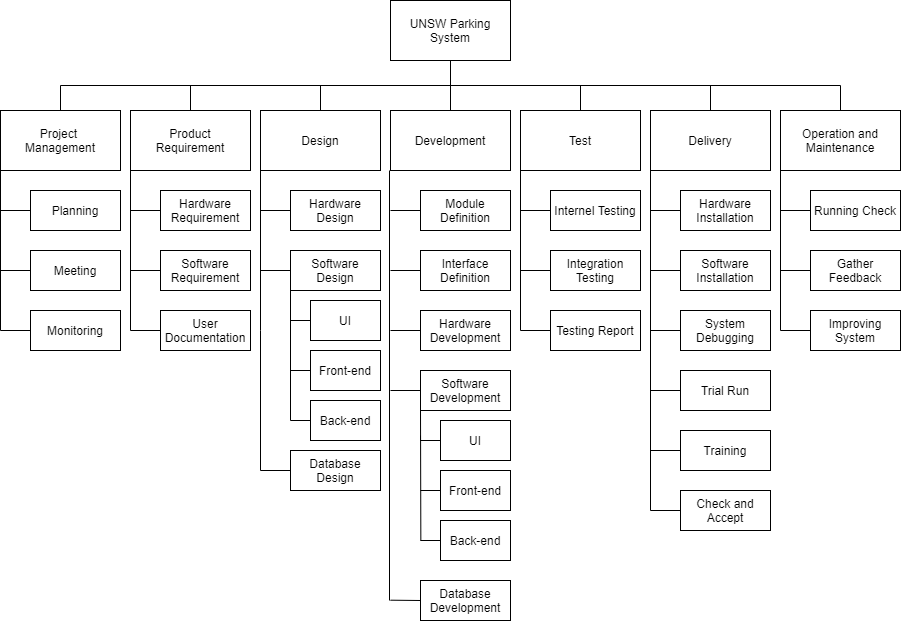 UNSW Parking
System
Project
Management
Product
Requirement
Design
Development
Test
Delivery
Operation and
Maintenance
Planning
Meeting
Monitoring
Hardware
Requirement
Software
Requirement
User
Documentation
Hardware
Design
Software
Design
UI
Front-end
Back-end
Database
Design
Module
Definition
Interface
Definition
Hardware
Development
Software
Development
UI
Front-end
Back-end
Database
Development
Internel Testing
Integration
Testing
Testing Report
Hardware
Installation
Software
Installation
System
Debugging
Trial Run
Training
Check and
Accept
Running Check
Gather
Feedback
Improving
System